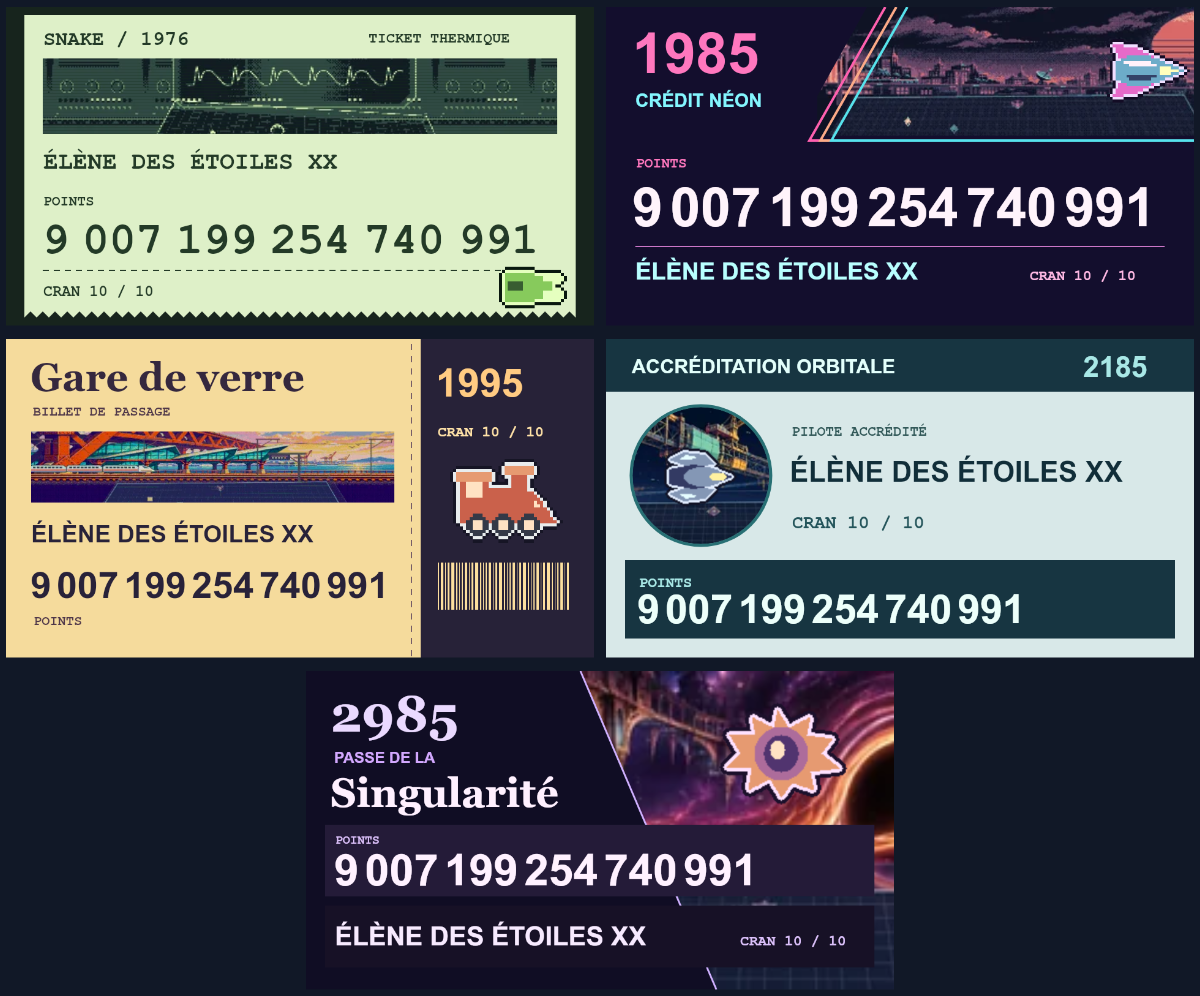 SNAKE / 1976 TICKET THERMIQUE
ÉLÈNE DES ÉTOILES XX
POINTS
9 007 199 254 740 991
CRAN 10 / 10
1985
CRÉDIT NÉON
POINTS
9 007 199 254 740 991
ÉLÈNE DES ÉTOILES XX CRAN 10 / 10
Gare de verre
BILLET DE PASSAGE
ÉLÈNE DES ÉTOILES XX
9 007 199 254 740 991
POINTS
1995
CRAN 10 / 10
ACCRÉDITATION ORBITALE 2185
PILOTE ACCRÉDITÉ
ÉLÈNE DES ÉTOILES XX
CRAN 10 / 10
POINTS
9 007 199 254 740 991
2985
PASSE DE LA
Singularité
POINTS
9 007 199 254 740 991
ÉLÈNE DES ÉTOILES XX CRAN 10 / 10